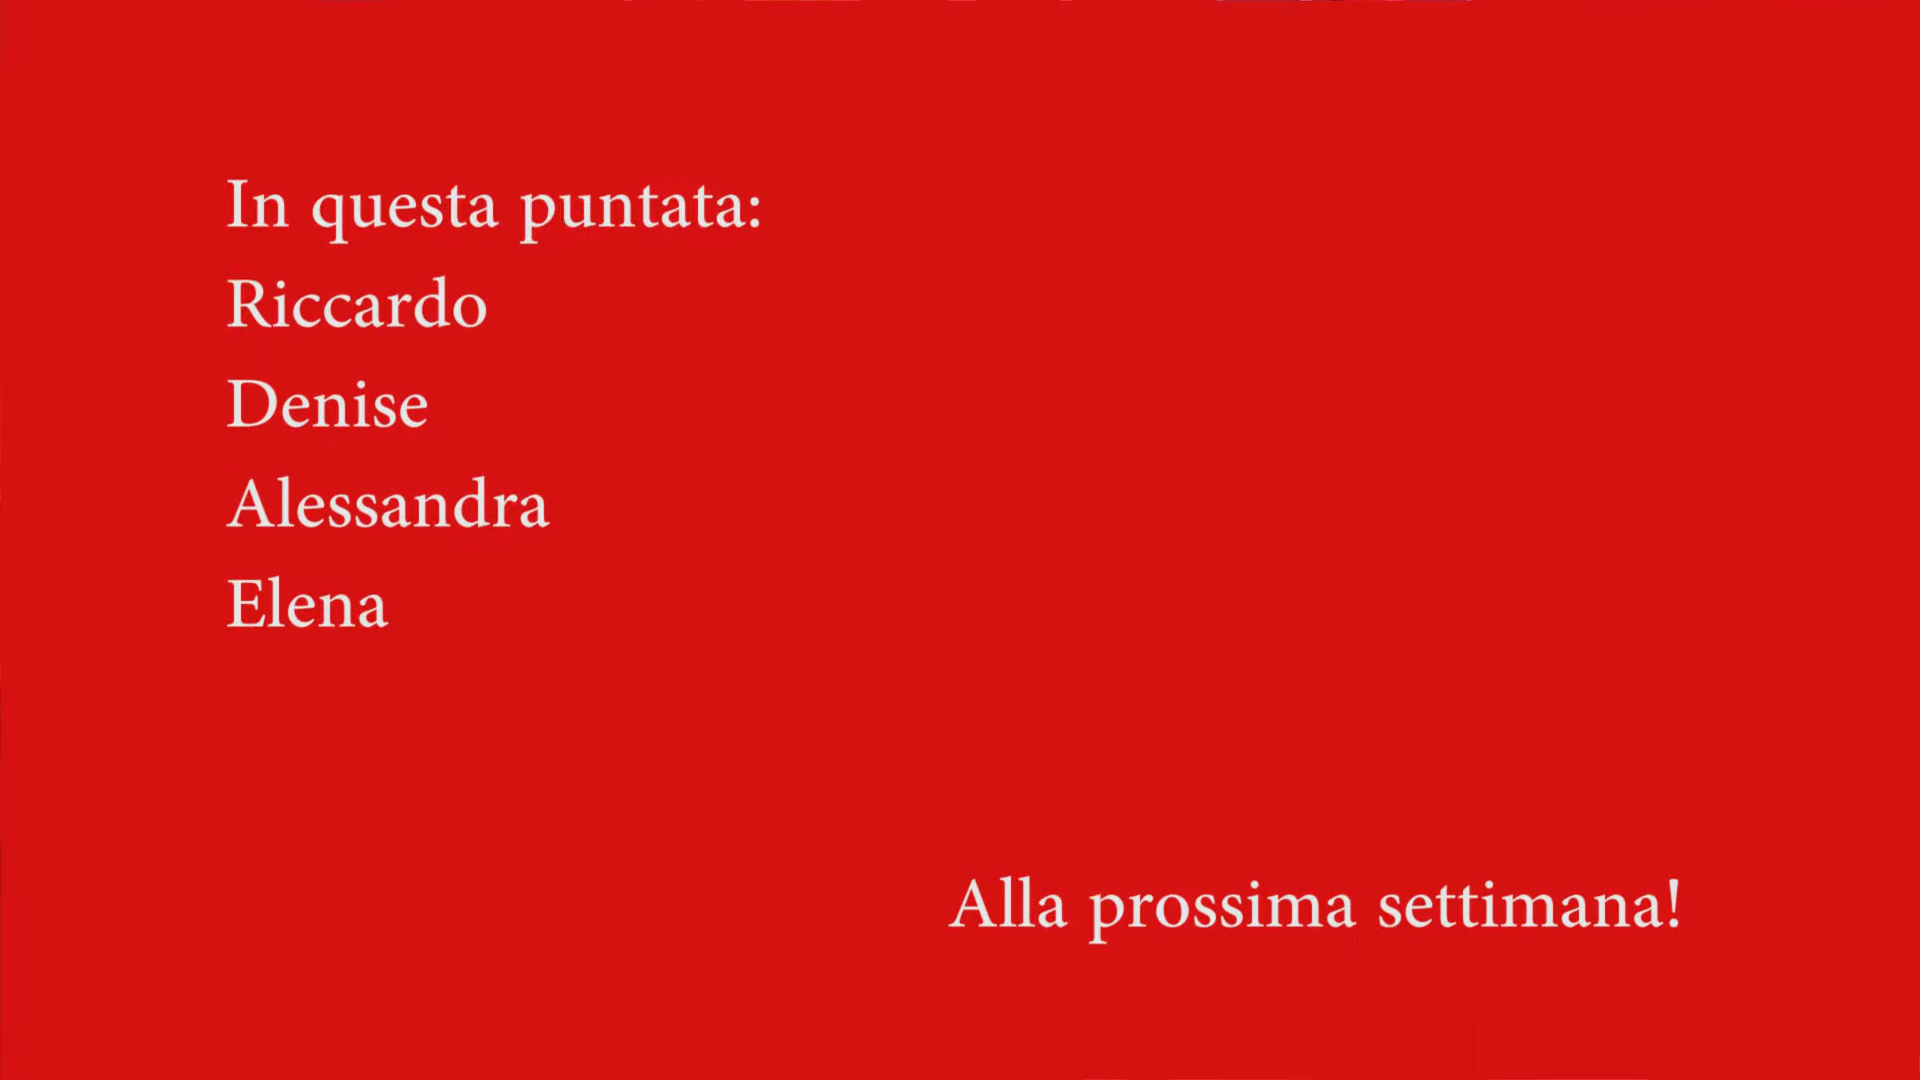 In questa puntata:
Riccardo
Denise
Alessandra
Elena
Alla prossima settimana!